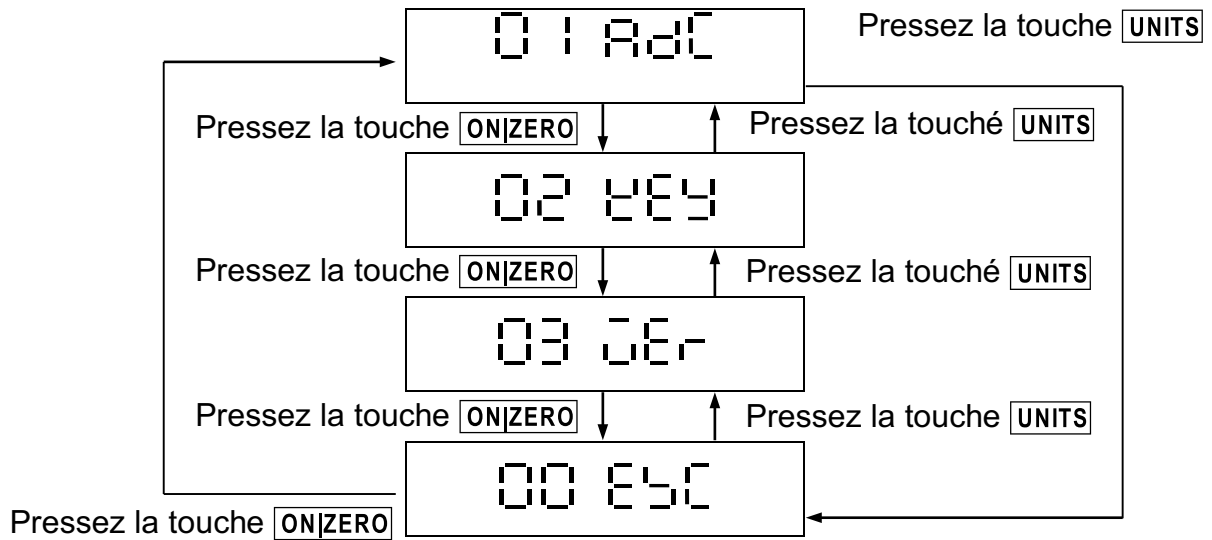 01 AdC
Pressez la touche UNITS
Pressez la touche ON|ZERO
Pressez la touché UNITS
02 KEY
Pressez la touche ON|ZERO
Pressez la touché UNITS
03 VEr
Pressez la touche ON|ZERO
Pressez la touche UNITS
00 ESC
Pressez la touche ON|ZERO